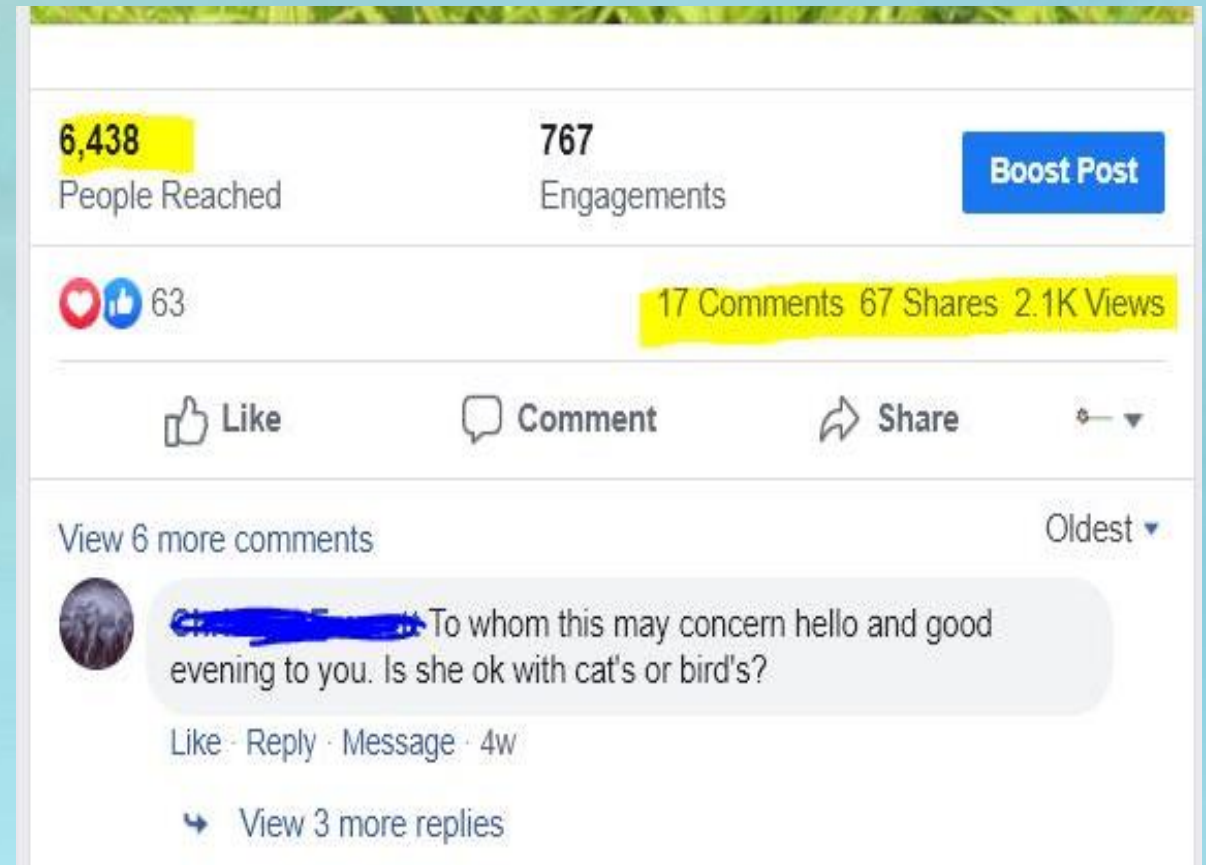 6,438
People Reached
767
Engagements
Boost Post
63
17 Comments 67 Shares 2.1K Views
Like
Comment
Share
View 6 more comments
Oldest
To whom this may concern hello and good
evening to you. Is she ok with cat's or bird's?
Like · Reply · Message · 4w
View 3 more replies